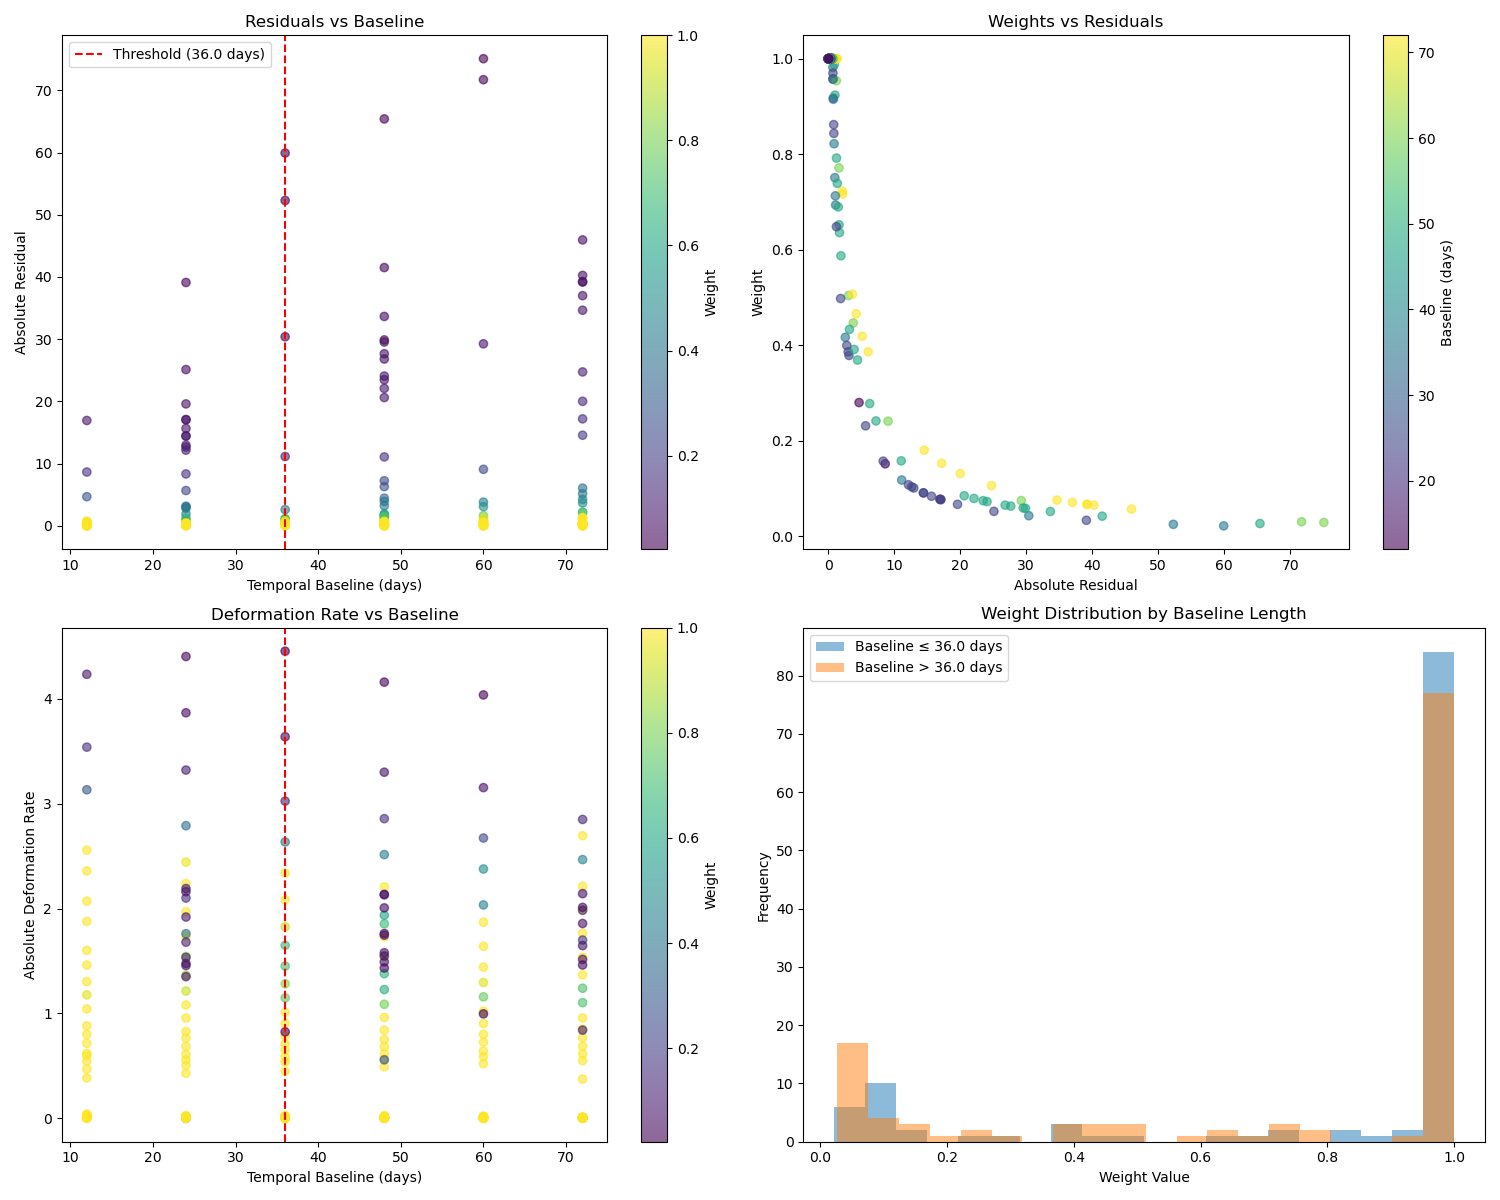 Residuals vs Baseline
Threshold (36.0 days)
Absolute Residual
70
60
50
40
30
20
10
0
10 20 30 40 50 60 70
Temporal Baseline (days)
1.0
0.8
0.6
0.4
0.2
Weight
Weights vs Residuals
Weight
1.0
0.8
0.6
0.4
0.2
0.0
0 10 20 30 40 50 60 70
Absolute Residual
70
60
50
40
30
20
Baseline (days)
Deformation Rate vs Baseline
Absolute Deformation Rate
4
3
2
1
0
10 20 30 40 50 60 70
Temporal Baseline (days)
1.0
0.8
0.6
0.4
0.2
Weight
Weight Distribution by Baseline Length
Baseline ≤ 36.0 days
Baseline > 36.0 days
Frequency
80
70
60
50
40
30
20
10
0
0.0 0.2 0.4 0.6 0.8 1.0
Weight Value